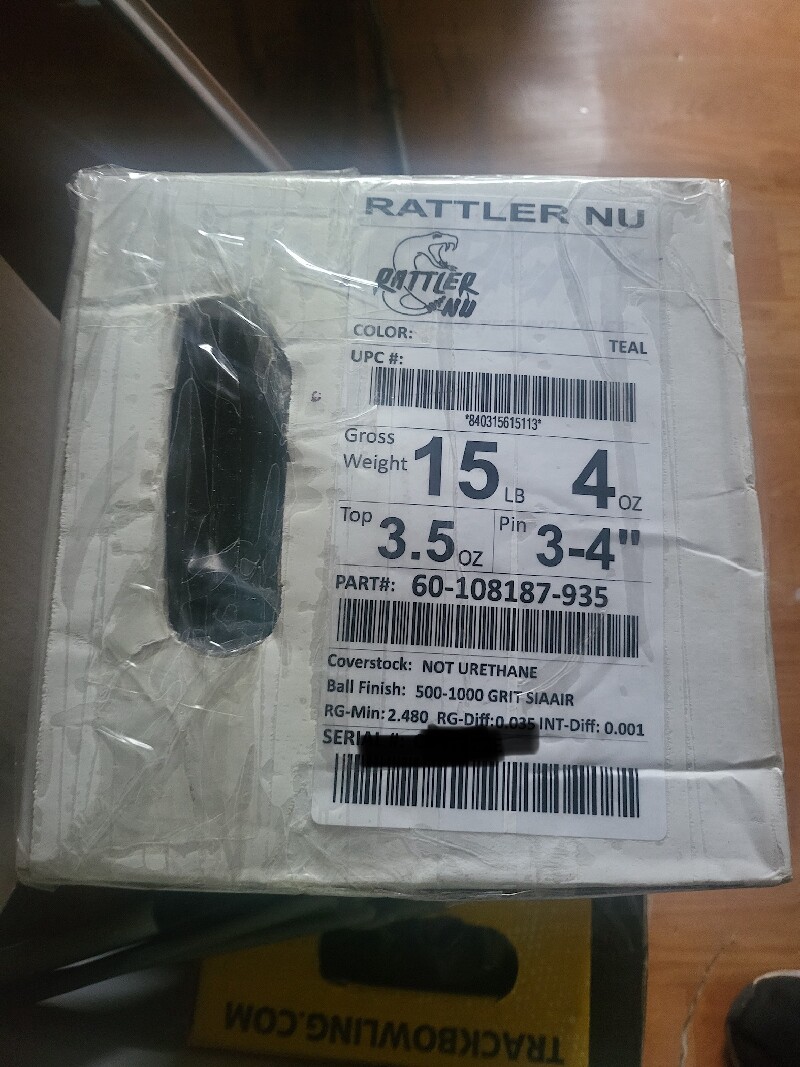 RATTLER NU
RATTLER
NU
COLOR: TEAL
UPC #:
*840315615113*
Gross Weight 15 LB 4 OZ
Top 3.5 OZ Pin 3-4"
PART#: 60-108187-935
Coverstock: NOT URETHANE
Ball Finish: 500-1000 GRIT SIAAIR
RG-Min: 2.480 RG-Diff: 0.035 INT-Diff: 0.001
SERIAL #:
TRACKBOWLING.COM